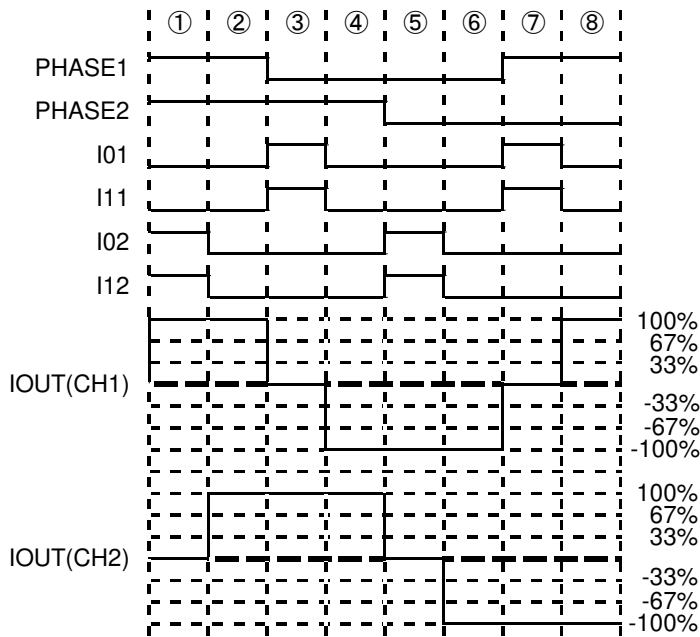 ① ② ③ ④ ⑤ ⑥ ⑦ ⑧
PHASE1
PHASE2
I01
I11
I02
I12
IOUT(CH1)
100%
67%
33%
-33%
-67%
-100%
IOUT(CH2)
100%
67%
33%
-33%
-67%
-100%